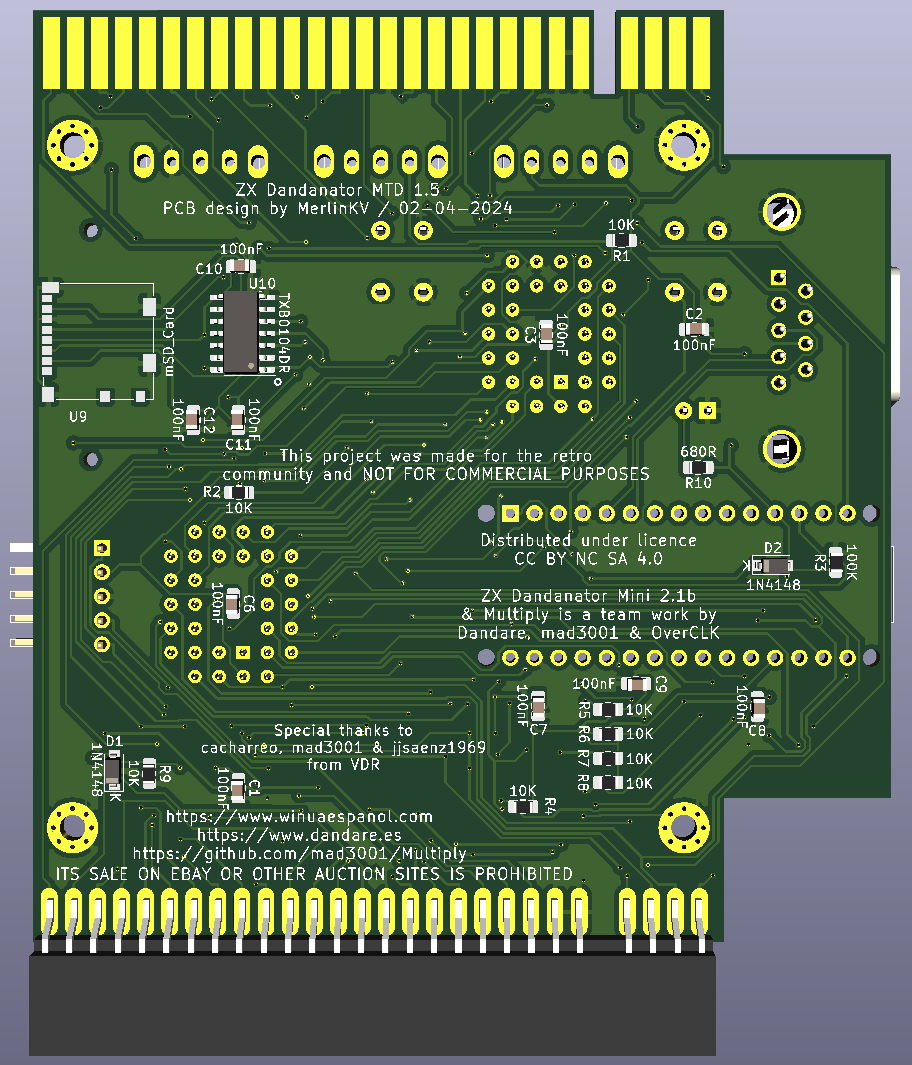 ZX Dandanator MTD 1.5
PCB design by MerlinKV / 02-04-2024
10K
R1
100nF
C10
U10
TXB0104DR
mSD_Card
U9
C2
100nF
C3
100nF
100nF
C12
100nF
C11
This project was made for the retro
community and NOT FOR COMMERCIAL PURPOSES
680R
R10
R2
10K
Distributed under licence
CC BY NC SA 4.0
D2
K
1N4148
R3
100K
100nF
C6
ZX Dandanator Mini 2.1b
& Multiply is a team work by
Dandare, mad3001 & OverCLK
100nF
C9
100nF
C7
R5
10K
R6
10K
R7
10K
R8
10K
100nF
C8
Special thanks to
cacharreo, mad3001 & jjsaenz1969
from VDR
D1
1N4148
K
10K
R9
100nF
C1
10K
R4
https://www.winuaespanol.com
https://www.dandare.es
https://github.com/mad3001/Multiply
ITS SALE ON EBAY OR OTHER AUCTION SITES IS PROHIBITED